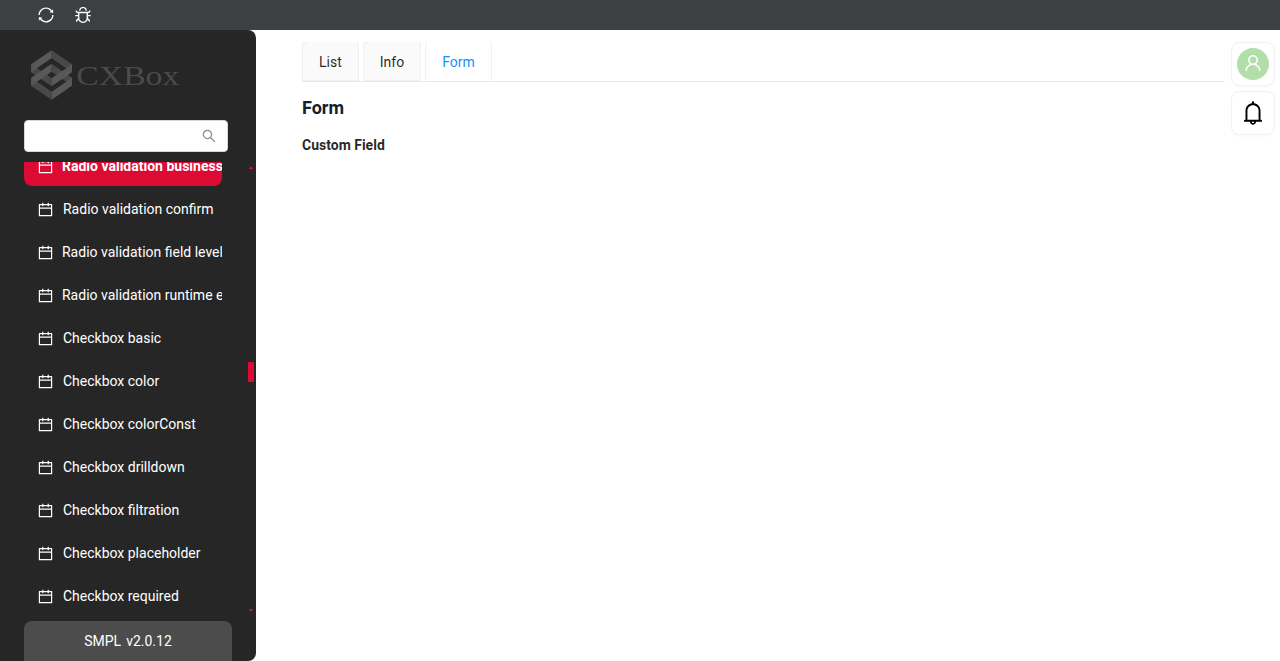 CXBox
List
Info
Form
Form
Custom Field
Radio validation business
Radio validation confirm
Radio validation field level
Radio validation runtime e
Checkbox basic
Checkbox color
Checkbox colorConst
Checkbox drilldown
Checkbox filtration
Checkbox placeholder
Checkbox required
SMPL v2.0.12